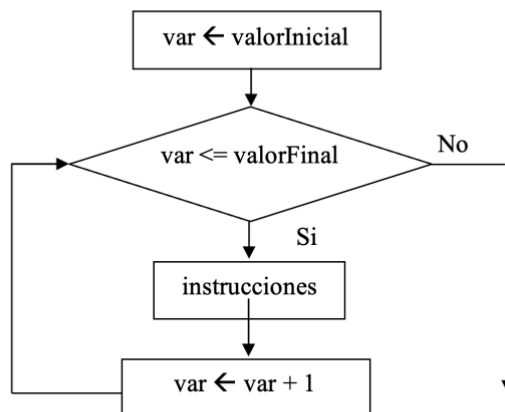 var ← valorInicial
var <= valorFinal
No
Si
instrucciones
var ← var + 1